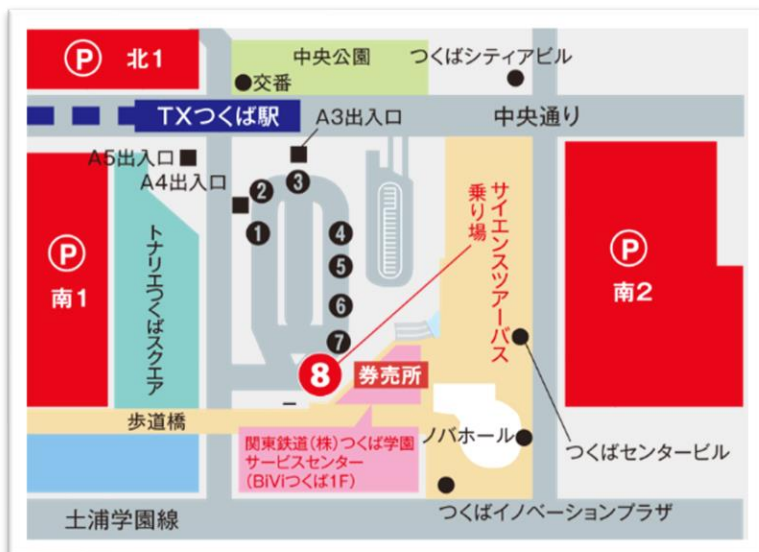 P 北1
中央公園
つくばシティアビル
交番
TXつくば駅
A3出入口
中央通り
A5出入口
A4出入口
2
3
1
4
5
6
7
8
サイエンスツアーバス
乗り場
P
南1
トナリエつくばスクエア
P
南2
券売所
歩道橋
関東鉄道(株)つくば学園
サービスセンター
(BiViつくば1F)
ノバホール
つくばセンタービル
つくばイノベーションプラザ
土浦学園線